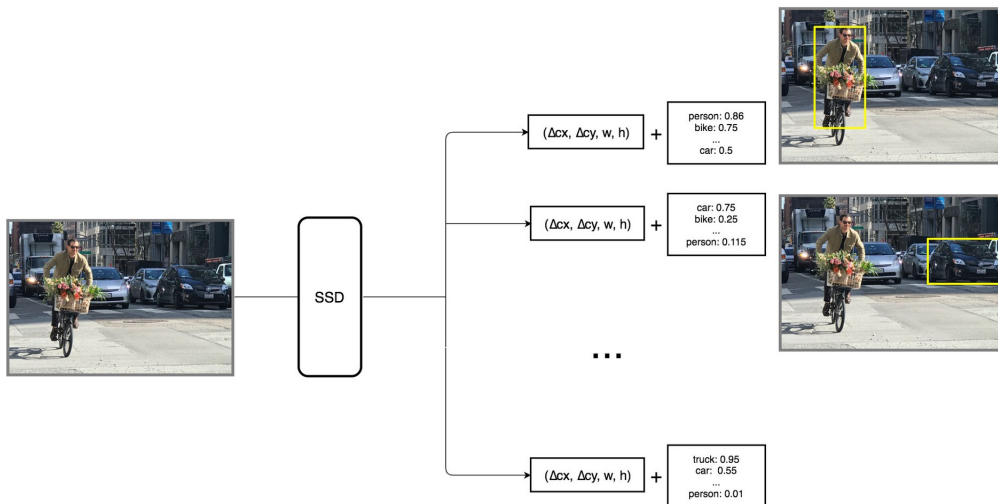 (Δcx, Δcy, w, h)
+
person: 0.86
bike: 0.75
...
car: 0.5
(Δcx, Δcy, w, h)
+
car: 0.75
bike: 0.25
...
person: 0.115
SSD
...
(Δcx, Δcy, w, h)
+
truck: 0.95
car: 0.55
...
person: 0.01